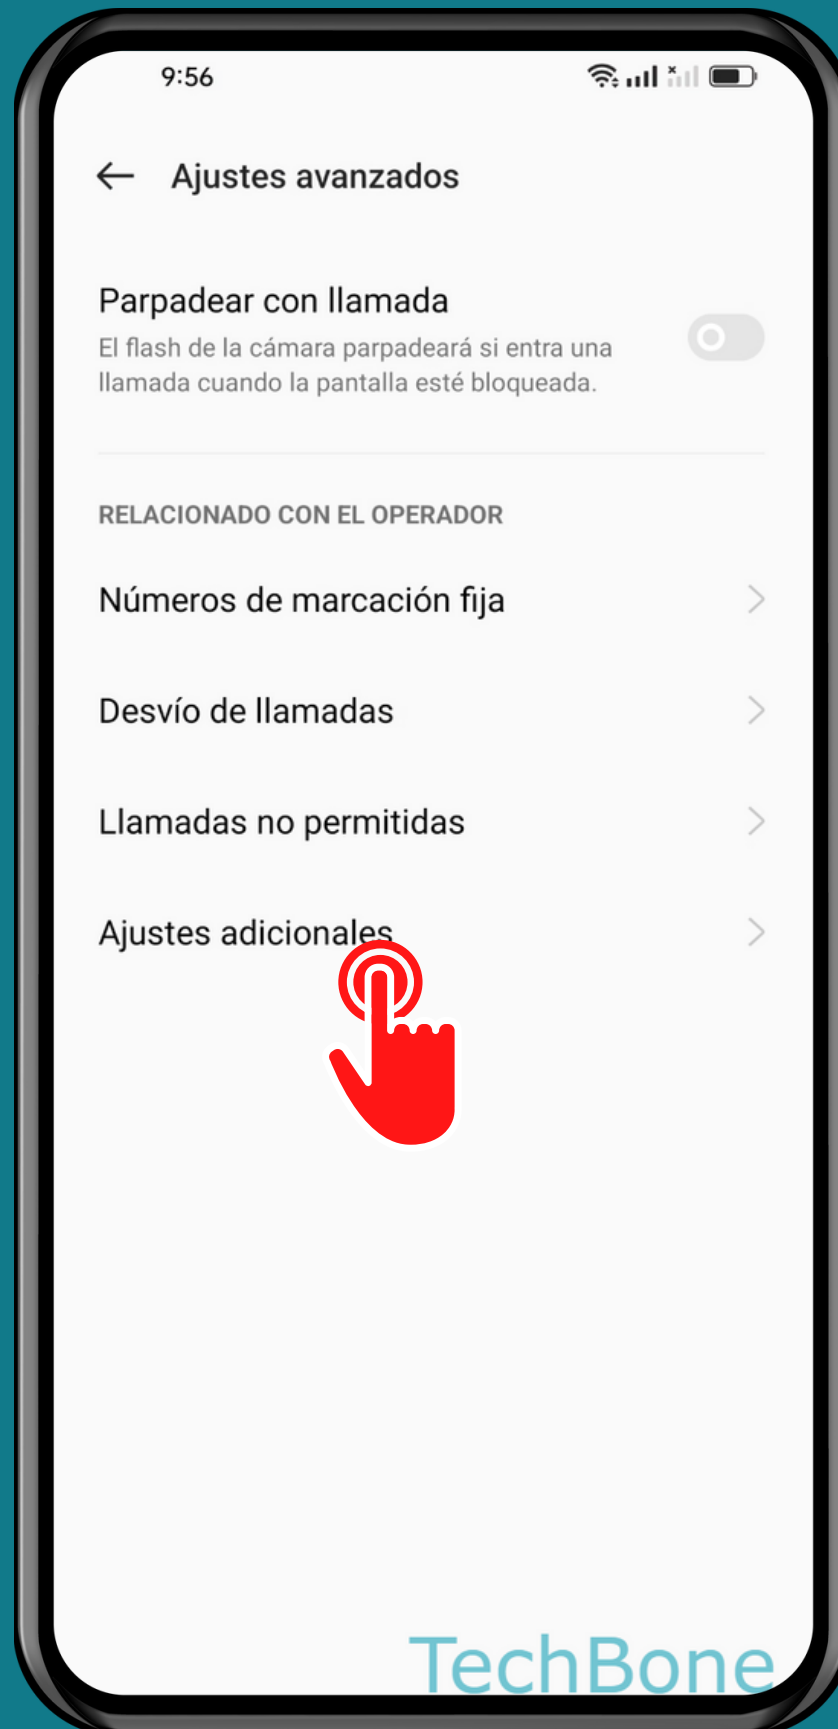 9:56
Ajustes avanzados
Parpadear con llamada
El flash de la cámara parpadeará si entra una
llamada cuando la pantalla esté bloqueada.
RELACIONADO CON EL OPERADOR
Números de marcación fija
Desvío de llamadas
Llamadas no permitidas
Ajustes adicionales
TechBone